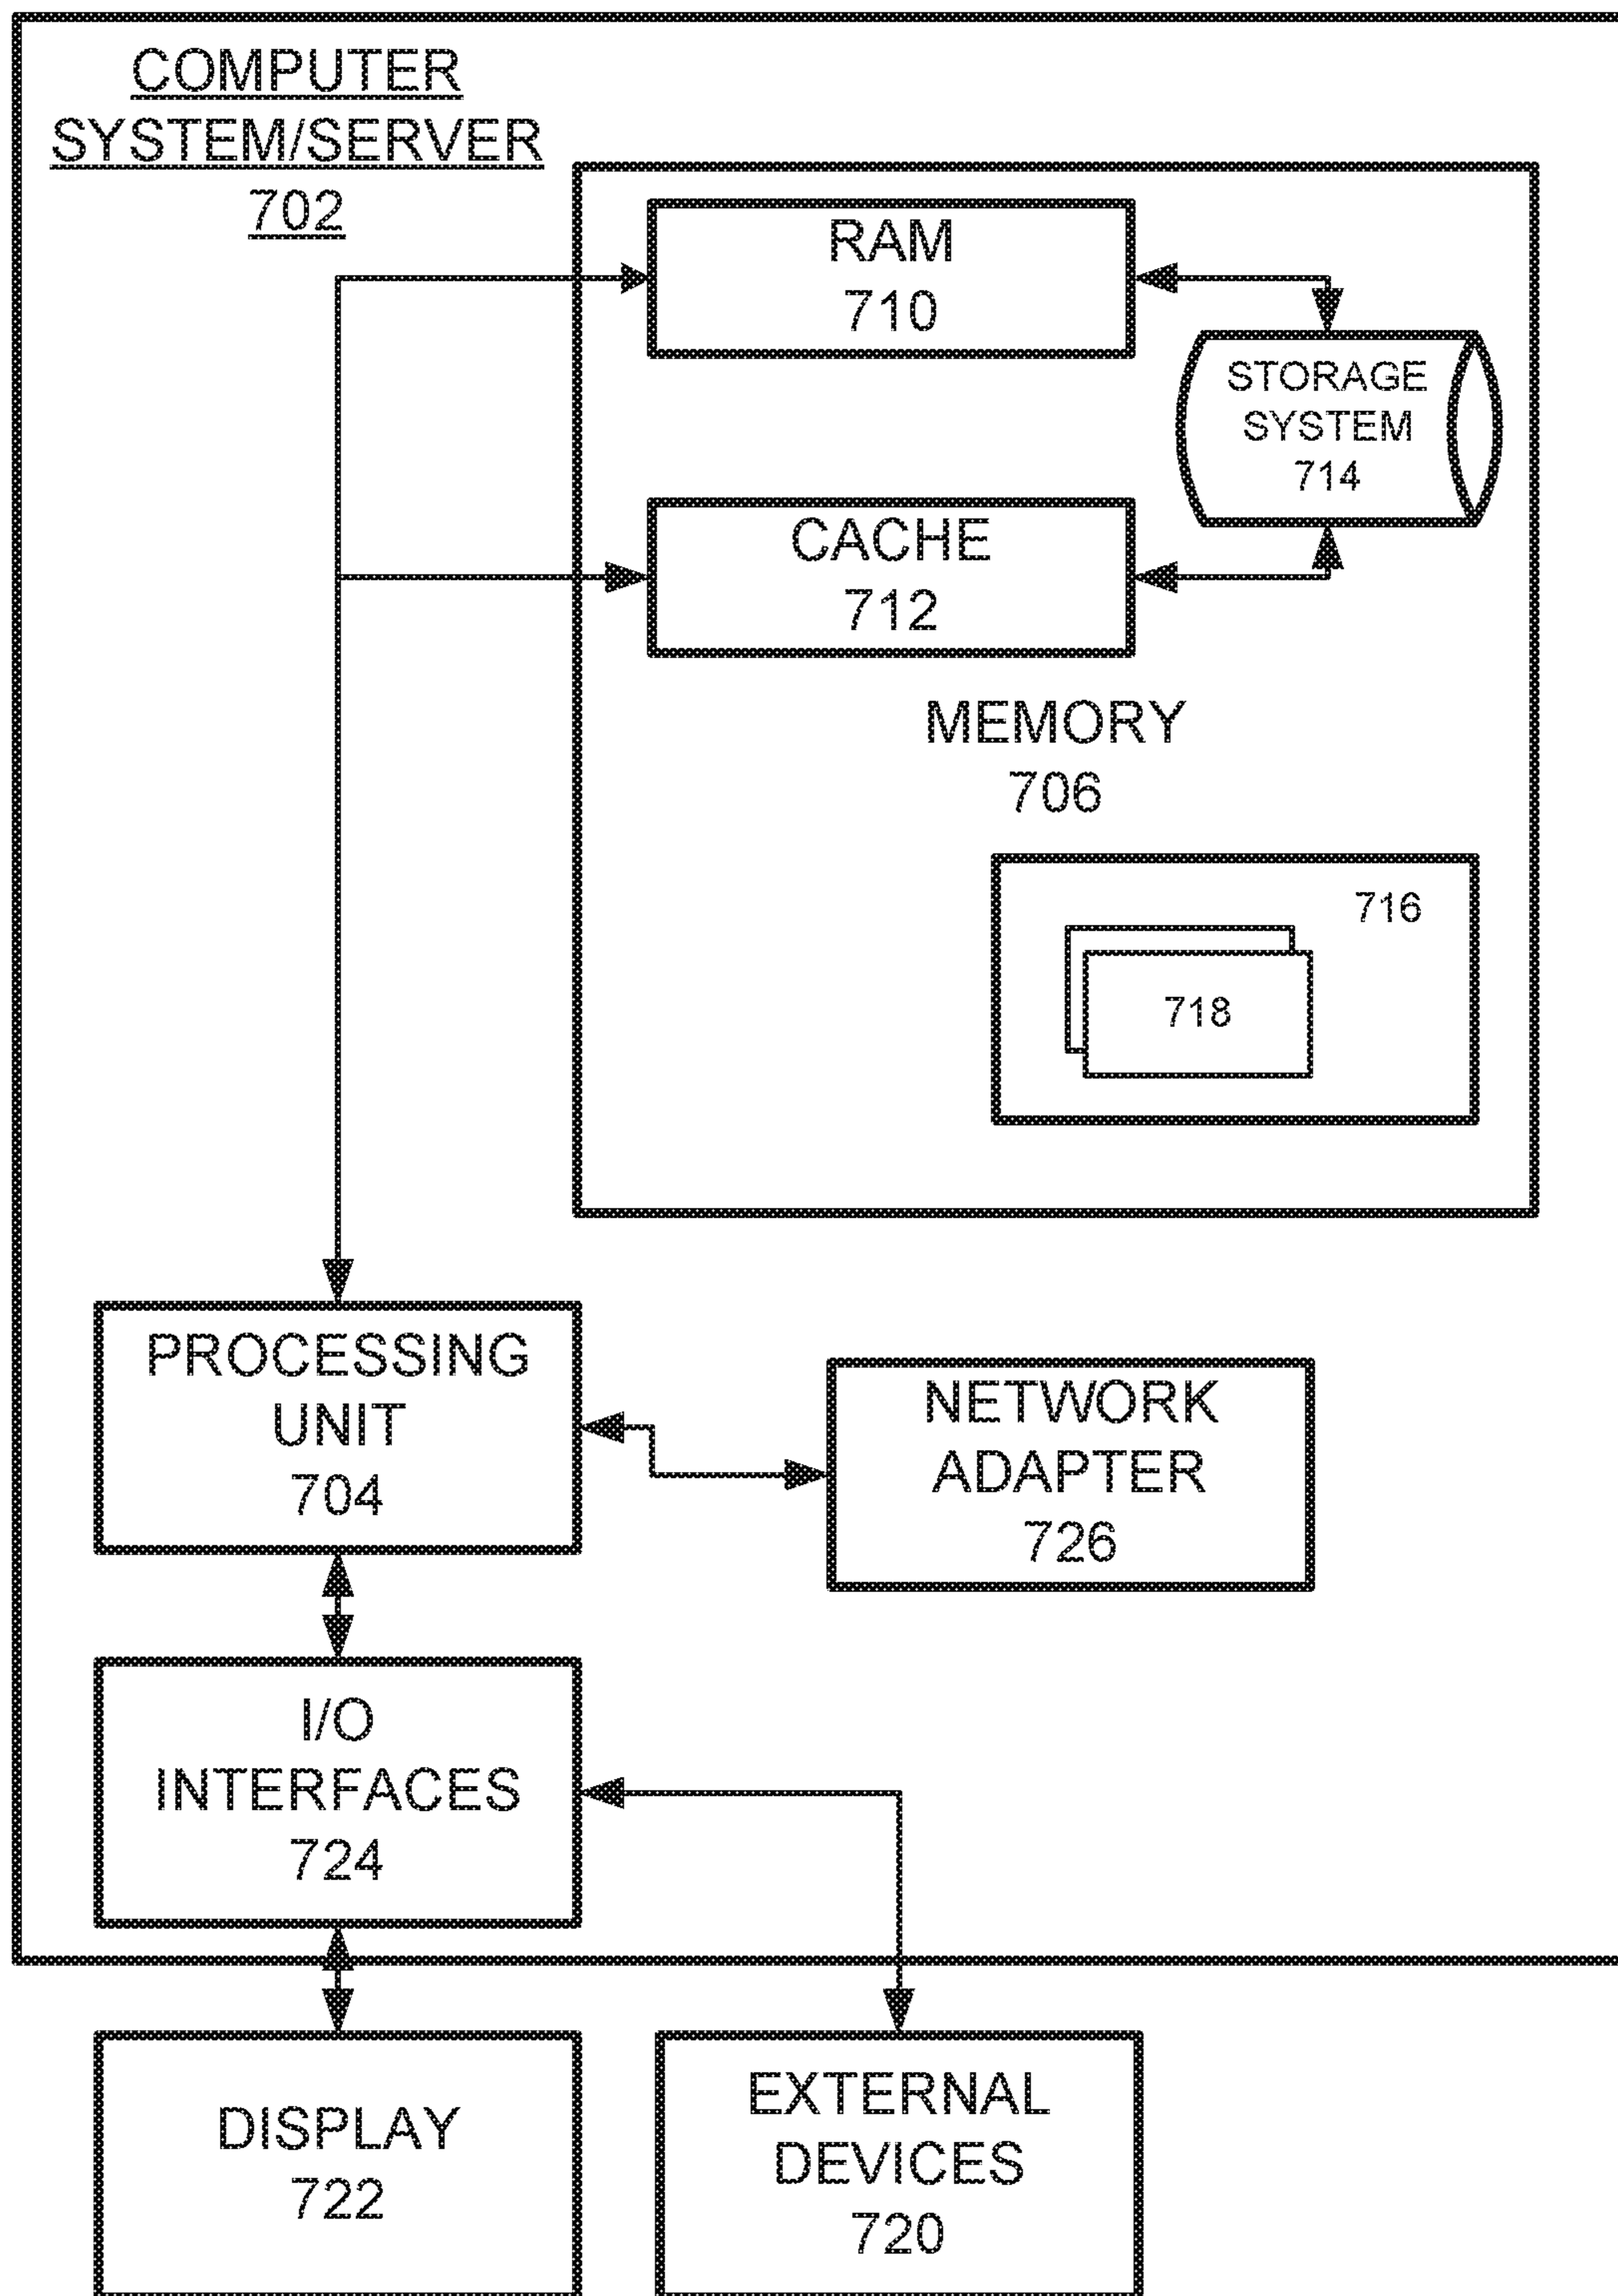 COMPUTER
SYSTEM/SERVER
702
RAM
710
STORAGE
SYSTEM
714
CACHE
712
MEMORY
706
716
718
PROCESSING
UNIT
704
NETWORK
ADAPTER
726
I/O
INTERFACES
724
DISPLAY
722
EXTERNAL
DEVICES
720